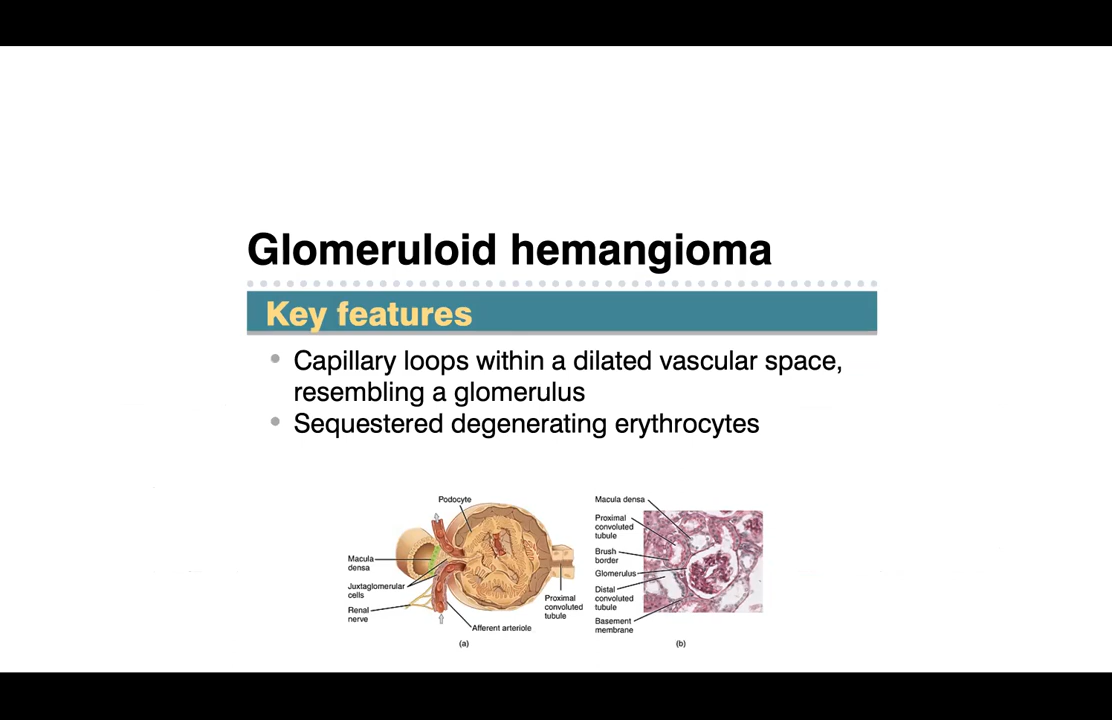 Glomeruloid hemangioma
Key features
• Capillary loops within a dilated vascular space,
resembling a glomerulus
• Sequestered degenerating erythrocytes
Podocyte
Macula
densa
Juxtaglomerular
cells
Renal
nerve
Afferent arteriole
Proximal
convoluted
tubule
(a)
Macula densa
Proximal
convoluted
tubule
Brush
border
Glomerulus
Distal
convoluted
tubule
Basement
membrane
(b)